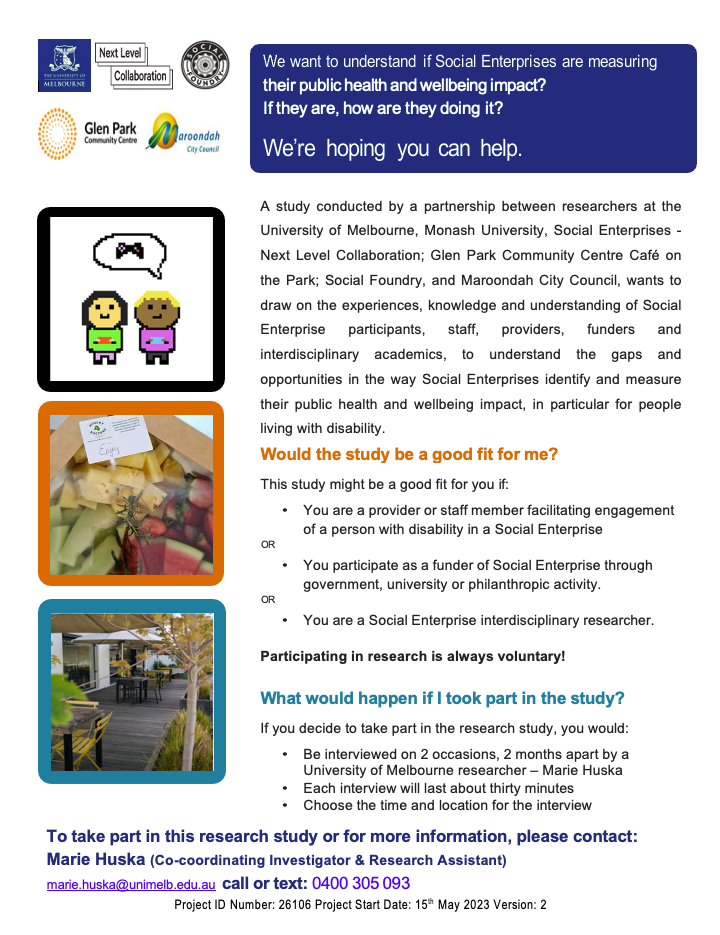 THE UNIVERSITY OF
MELBOURNE
Next Level
Collaboration
SOCIAL
FOUNDRY
Glen Park
Community Centre
Maroondah
City Council
We want to understand if Social Enterprises are measuring
their public health and wellbeing impact?
If they are, how are they doing it?
We're hoping you can help.
A study conducted by a partnership between researchers at the
University of Melbourne, Monash University, Social Enterprises -
Next Level Collaboration; Glen Park Community Centre Café on
the Park; Social Foundry, and Maroondah City Council, wants to
draw on the experiences, knowledge and understanding of Social
Enterprise participants, staff, providers, funders and
interdisciplinary academics, to understand the gaps and
opportunities in the way Social Enterprises identify and measure
their public health and wellbeing impact, in particular for people
living with disability.
Would the study be a good fit for me?
This study might be a good fit for you if:
• You are a provider or staff member facilitating engagement
of a person with disability in a Social Enterprise
OR
• You participate as a funder of Social Enterprise through
government, university or philanthropic activity.
OR
• You are a Social Enterprise interdisciplinary researcher.
Participating in research is always voluntary!
What would happen if I took part in the study?
If you decide to take part in the research study, you would:
• Be interviewed on 2 occasions, 2 months apart by a
University of Melbourne researcher – Marie Huska
• Each interview will last about thirty minutes
• Choose the time and location for the interview
Enjoy
To take part in this research study or for more information, please contact:
Marie Huska (Co-coordinating Investigator & Research Assistant)
marie.huska@unimelb.edu.au call or text: 0400 305 093
Project ID Number: 26106 Project Start Date: 15th May 2023 Version: 2